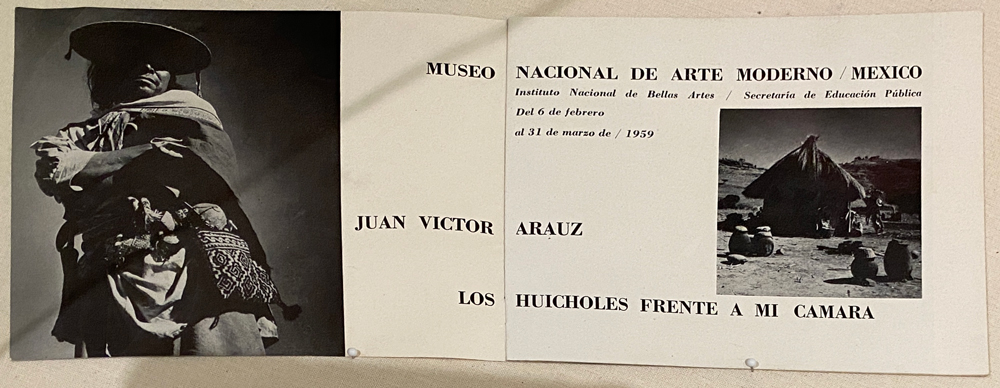 MUSEO NACIONAL DE ARTE MODERNO / MEXICO
Instituto Nacional de Bellas Artes / Secretaría de Educación Pública
Del 6 de febrero
al 31 de marzo de / 1959
JUAN VICTOR ARAUZ
LOS HUICHOLES FRENTE A MI CAMARA